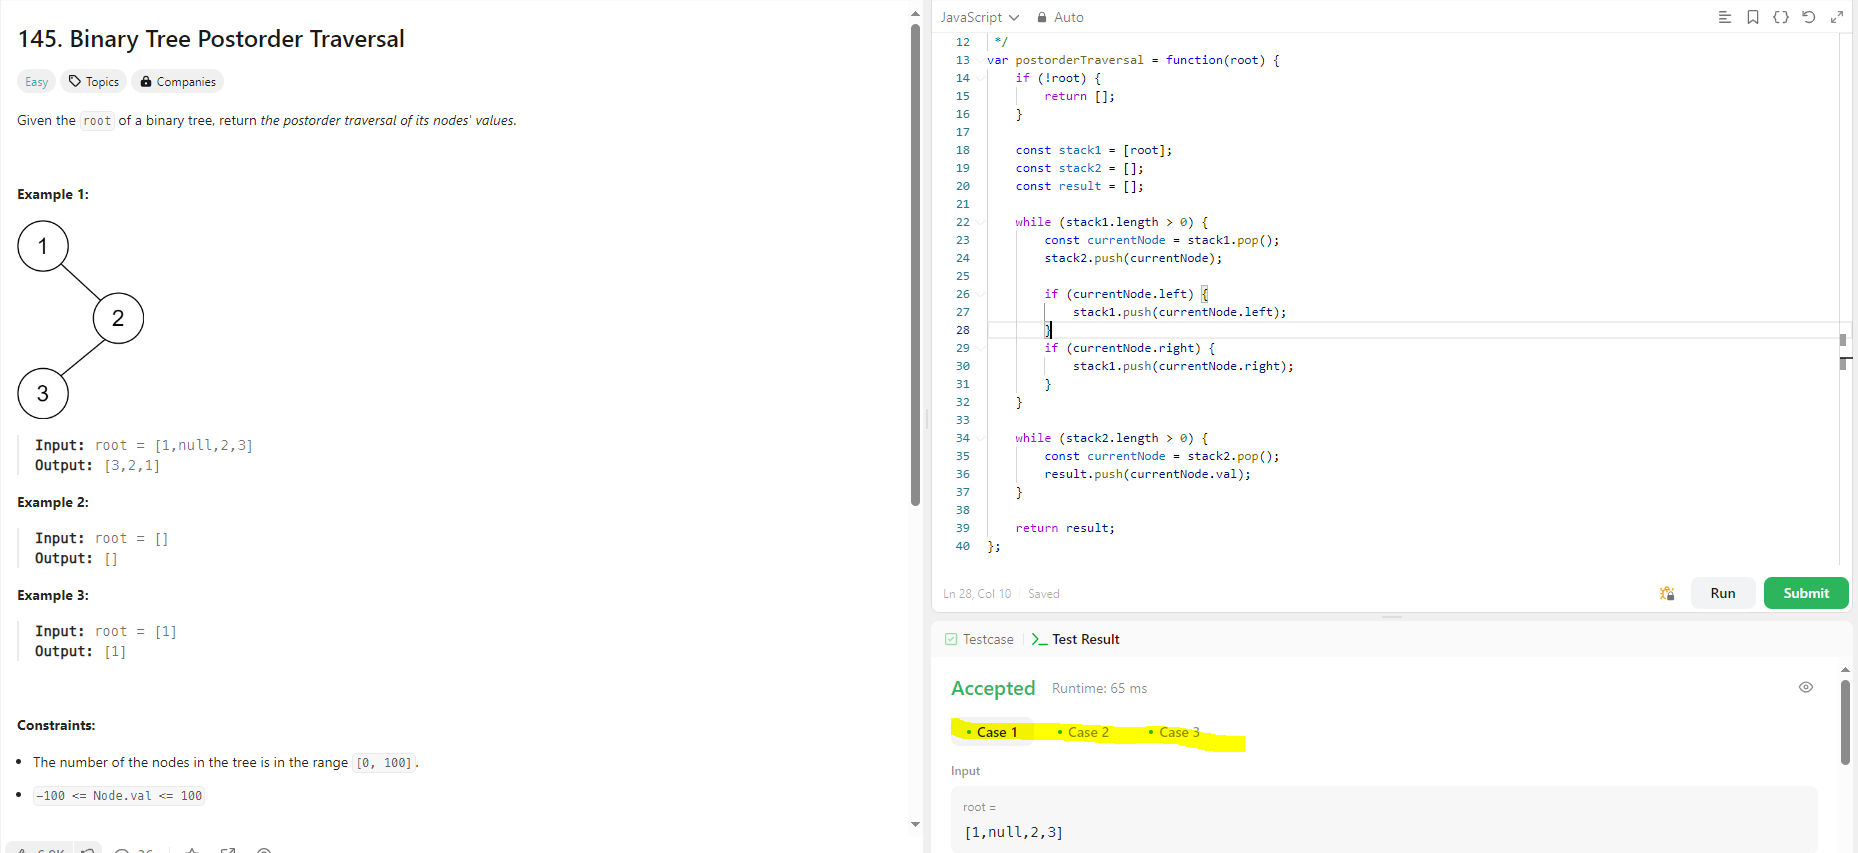 145. Binary Tree Postorder Traversal
Easy Topics Companies
Given the root of a binary tree, return the postorder traversal of its nodes' values.
Example 1:
1
2
3
Input: root = [1,null,2,3]
Output: [3,2,1]
Example 2:
Input: root = []
Output: []
Example 3:
Input: root = [1]
Output: [1]
Constraints:
The number of the nodes in the tree is in the range [0, 100].
-100 <= Node.val <= 100
JavaScript Auto
12 */
13 var postorderTraversal = function(root) {
14 if (!root) {
15 return [];
16 }
17
18 const stack1 = [root];
19 const stack2 = [];
20 const result = [];
21
22 while (stack1.length > 0) {
23 const currentNode = stack1.pop();
24 stack2.push(currentNode);
25
26 if (currentNode.left) {
27 stack1.push(currentNode.left);
28 }
29 if (currentNode.right) {
30 stack1.push(currentNode.right);
31 }
32 }
33
34 while (stack2.length > 0) {
35 const currentNode = stack2.pop();
36 result.push(currentNode.val);
37 }
38
39 return result;
40 };
Ln 28, Col 10 Saved
Run Submit
Testcase >_ Test Result
Accepted Runtime: 65 ms
Case 1 Case 2 Case 3
Input
root =
[1,null,2,3]